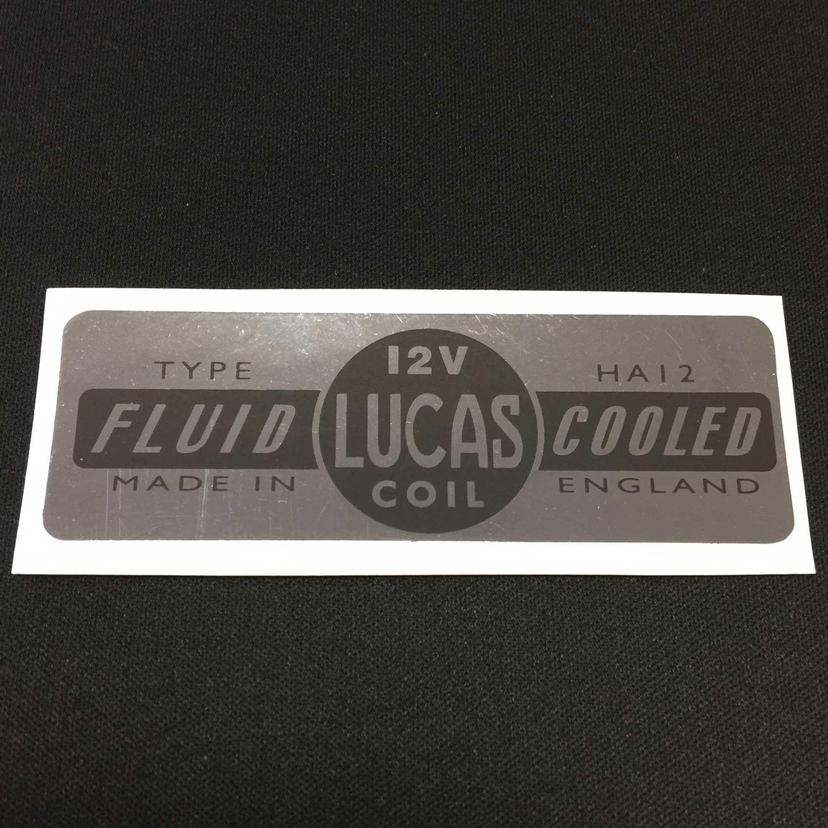 12V
TYPE HA12
FLUID LUCAS COOLED
MADE IN COIL ENGLAND